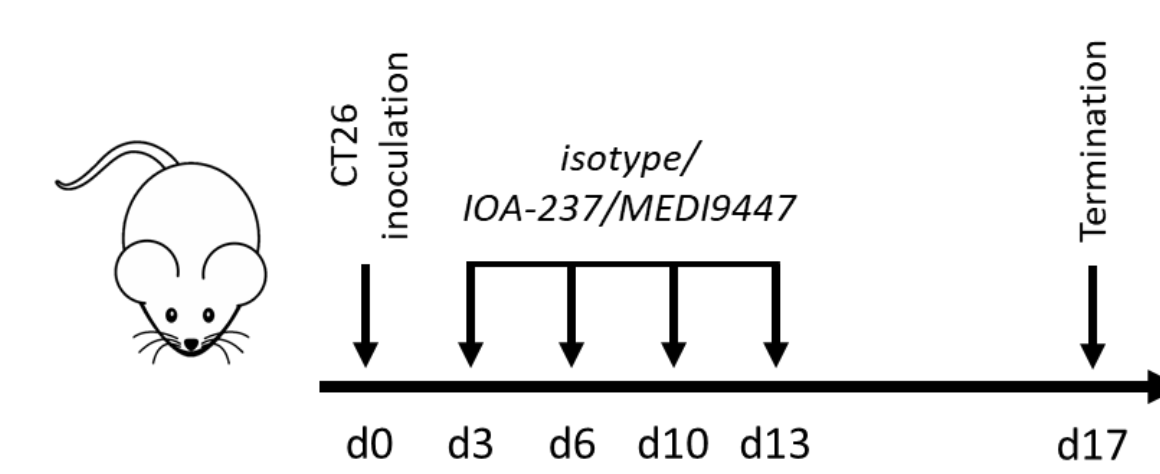 CT26
inoculation
isotype/
IOA-237/MEDI9447
Termination
d0 d3 d6 d10 d13 d17